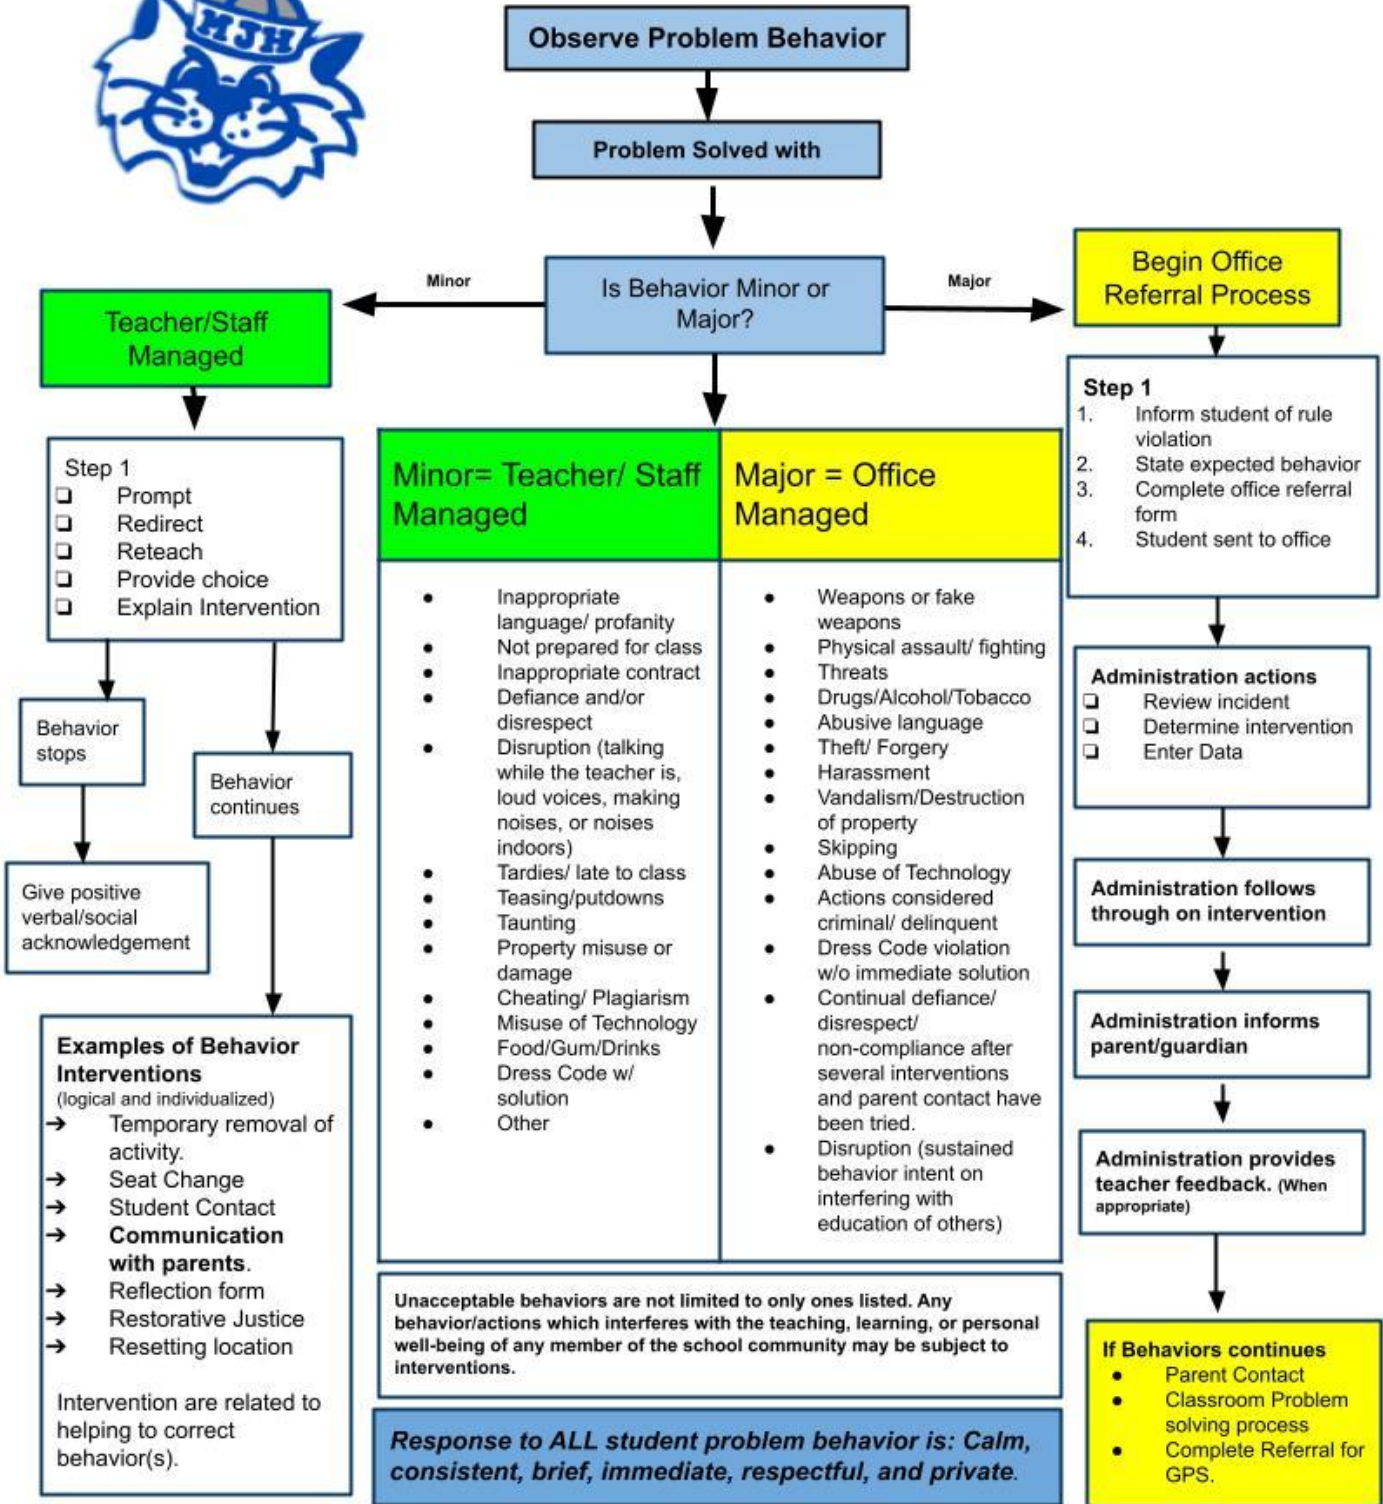 MJH
Observe Problem Behavior
Problem Solved with
Is Behavior Minor or
Major?
Minor
Major
Teacher/Staff
Managed
Step 1
❏ Prompt
❏ Redirect
❏ Reteach
❏ Provide choice
❏ Explain Intervention
Behavior
stops
Behavior
continues
Give positive
verbal/social
acknowledgement
Examples of Behavior
Interventions
(logical and individualized)
➔ Temporary removal of
activity.
➔ Seat Change
➔ Student Contact
➔ Communication
with parents.
➔ Reflection form
➔ Restorative Justice
➔ Resetting location
Intervention are related to
helping to correct
behavior(s).
Minor= Teacher/ Staff
Managed
● Inappropriate
language/ profanity
● Not prepared for class
● Inappropriate contract
● Defiance and/or
disrespect
● Disruption (talking
while the teacher is,
loud voices, making
noises, or noises
indoors)
● Tardies/ late to class
● Teasing/putdowns
● Taunting
● Property misuse or
damage
● Cheating/ Plagiarism
● Misuse of Technology
● Food/Gum/Drinks
● Dress Code w/
solution
● Other
Major = Office
Managed
● Weapons or fake
weapons
● Physical assault/ fighting
● Threats
● Drugs/Alcohol/Tobacco
● Abusive language
● Theft/ Forgery
● Harassment
● Vandalism/Destruction
of property
● Skipping
● Abuse of Technology
● Actions considered
criminal/ delinquent
● Dress Code violation
w/o immediate solution
● Continual defiance/
disrespect/
non-compliance after
several interventions
and parent contact have
been tried.
● Disruption (sustained
behavior intent on
interfering with
education of others)
Unacceptable behaviors are not limited to only ones listed. Any
behavior/actions which interferes with the teaching, learning, or personal
well-being of any member of the school community may be subject to
interventions.
Response to ALL student problem behavior is: Calm,
consistent, brief, immediate, respectful, and private.
Begin Office
Referral Process
Step 1
1. Inform student of rule
violation
2. State expected behavior
3. Complete office referral
form
4. Student sent to office
Administration actions
❏ Review incident
❏ Determine intervention
❏ Enter Data
Administration follows
through on intervention
Administration informs
parent/guardian
Administration provides
teacher feedback. (When
appropriate)
If Behaviors continues
● Parent Contact
● Classroom Problem
solving process
● Complete Referral for
GPS.